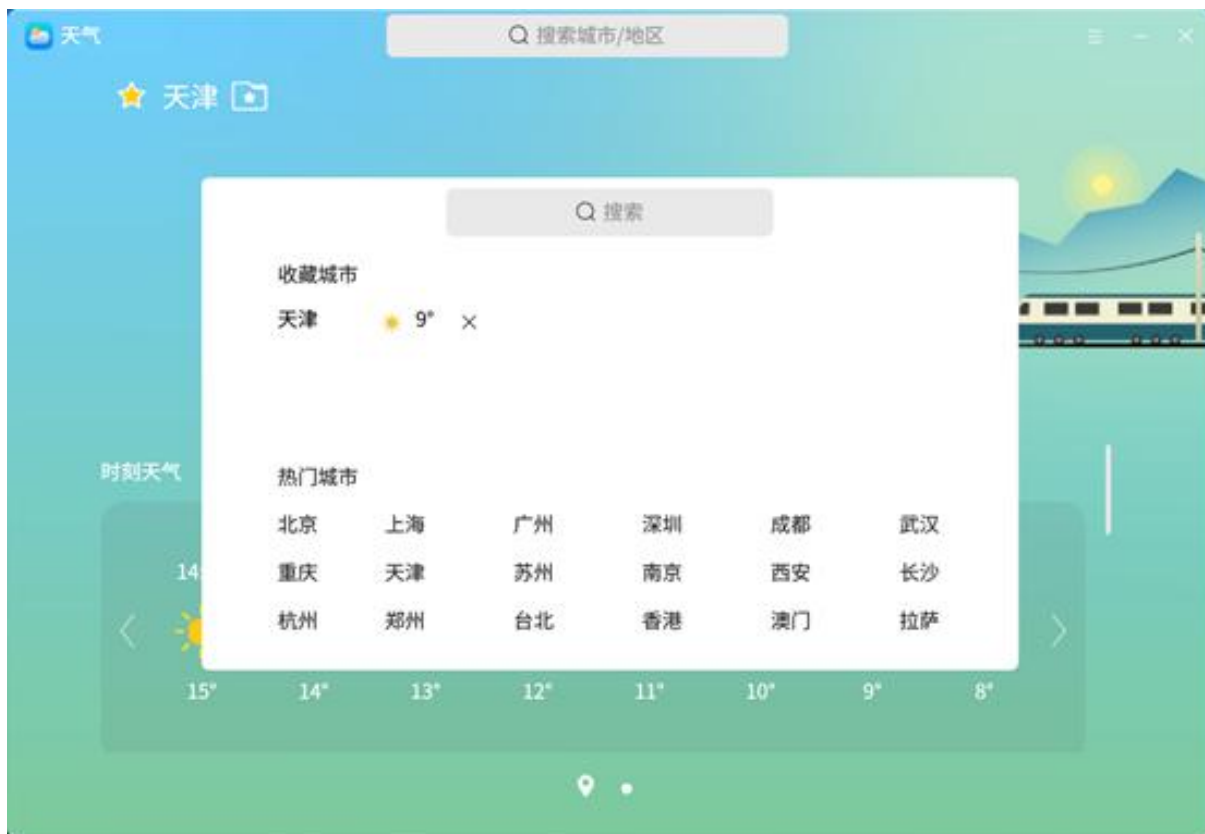 天气
搜索城市/地区
天津
搜索
收藏城市
天津 9°
时刻天气
热门城市
北京 上海 广州 深圳 成都 武汉
重庆 天津 苏州 南京 西安 长沙
杭州 郑州 台北 香港 澳门 拉萨
15° 14° 13° 12° 11° 10° 9° 8°